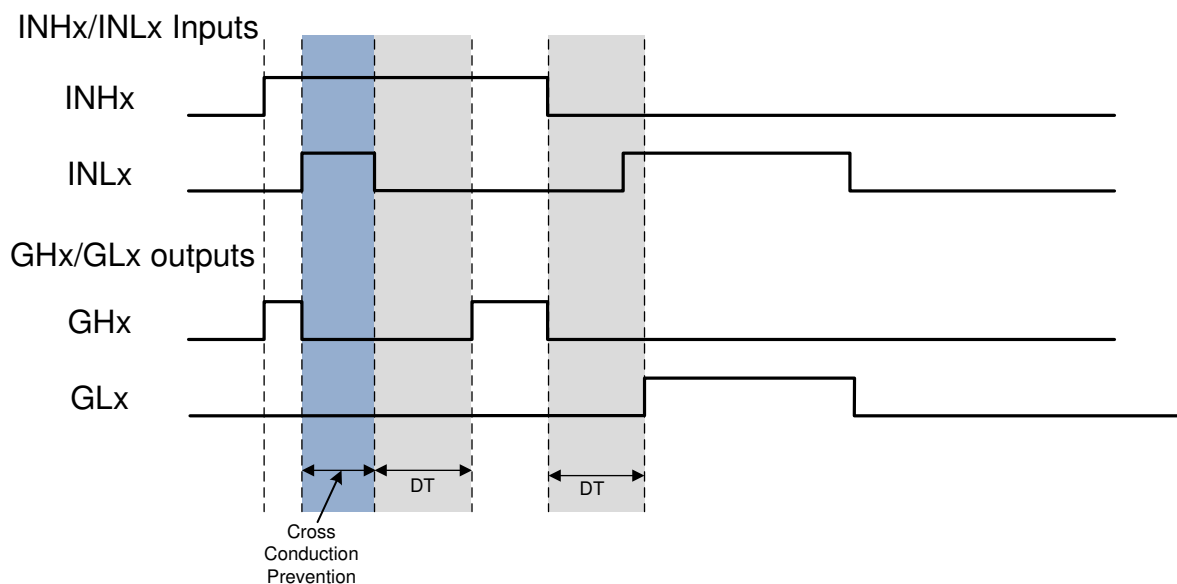 INHx/INLx Inputs
INHx
INLx
GHx/GLx outputs
GHx
GLx
DT
DT
Cross
Conduction
Prevention